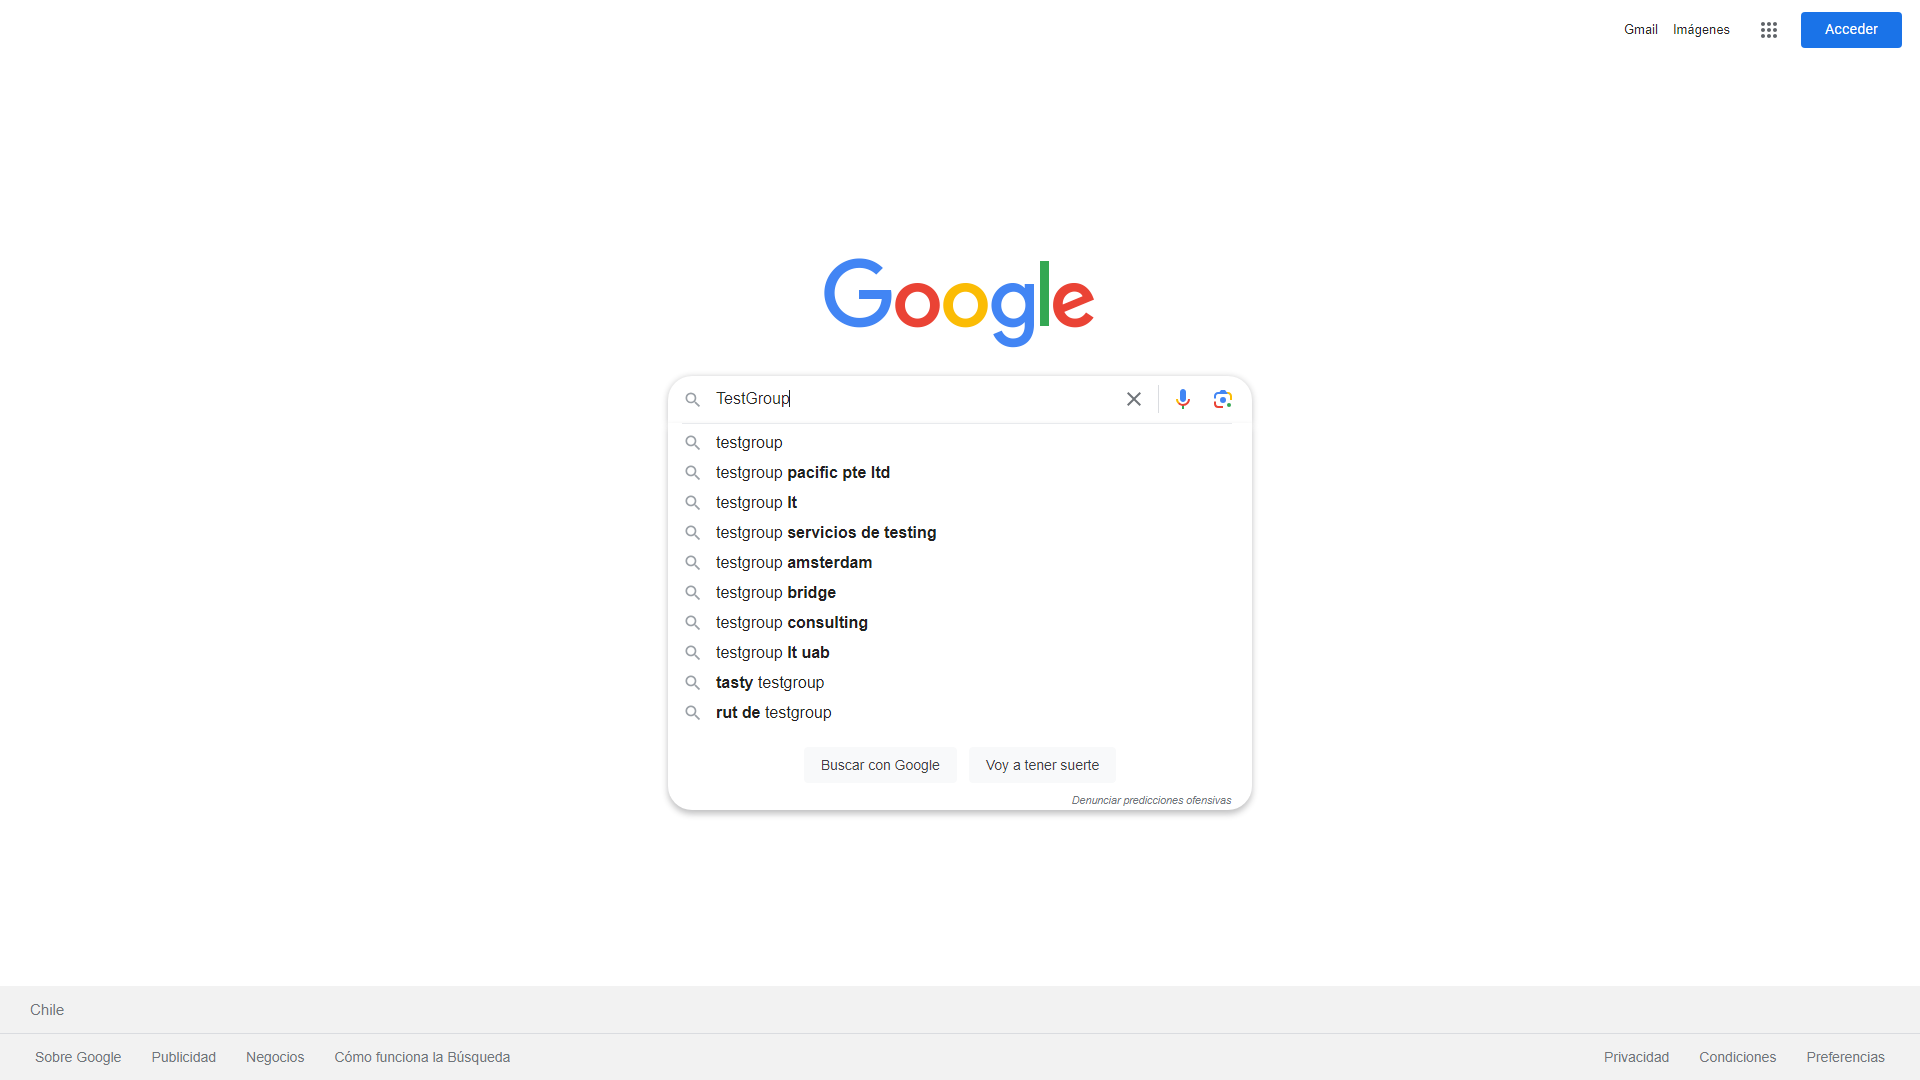 Gmail Imágenes Acceder
Google
TestGroup
testgroup
testgroup pacific pte ltd
testgroup lt
testgroup servicios de testing
testgroup amsterdam
testgroup bridge
testgroup consulting
testgroup lt uab
tasty testgroup
rut de testgroup
Buscar con Google Voy a tener suerte
Denunciar predicciones ofensivas
Chile
Sobre Google Publicidad Negocios Cómo funciona la Búsqueda Privacidad Condiciones Preferencias